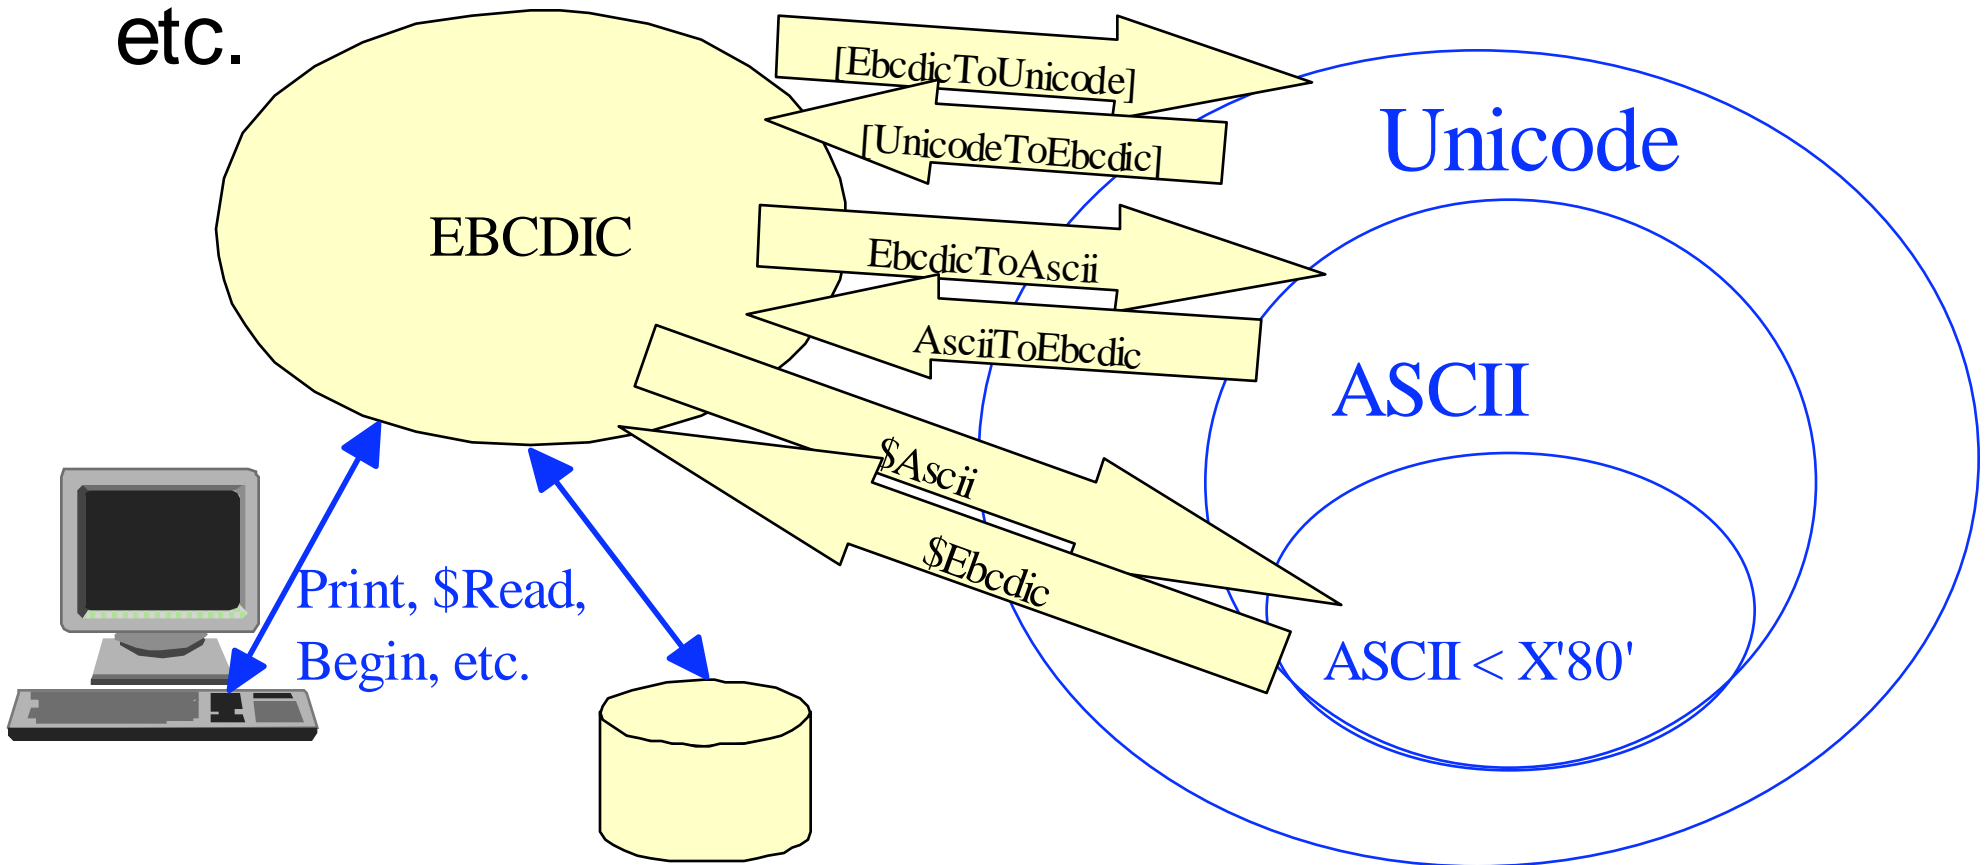 etc.
[EbcdicToUnicode]
[UnicodeToEbcdic]
Unicode
EBCDIC
EbcdicToAscii
AsciiToEbcdic
ASCII
$Ascii
$Ebcdic
Print, $Read,
Begin, etc.
ASCII < X'80'